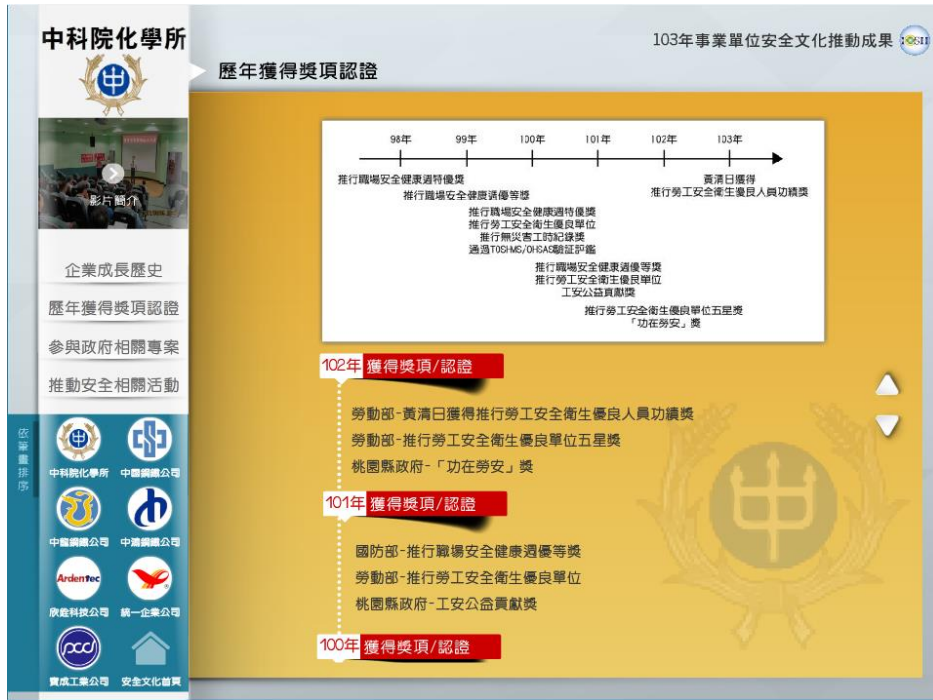 中科院化學所
103年事業單位安全文化推動成果
IOSH
歷年獲得獎項認證
影片簡介
企業成長歷史
歷年獲得獎項認證
參與政府相關專案
推動安全相關活動
依筆畫排序
中科院化學所
中國鋼鐵公司
中龍鋼鐵公司
中鴻鋼鐵公司
Ardentec
欣銓科技公司
統一企業公司
pcc
寶成工業公司
安全文化首頁
98年
99年
100年
101年
102年
103年
推行職場安全健康週特優獎
推行職場安全健康週優等獎
推行職場安全健康週特優獎
推行勞工安全衛生優良單位
推行無災害工時紀錄獎
通過TOSHMS/OHSAS驗証評鑑
推行職場安全健康週優等獎
推行勞工安全衛生優良單位
工安公益貢獻獎
推行勞工安全衛生優良單位五星獎
「功在勞安」獎
黃清日獲得
推行勞工安全衛生優良人員功績獎
102年 獲得獎項/認證
勞動部-黃清日獲得推行勞工安全衛生優良人員功績獎
勞動部-推行勞工安全衛生優良單位五星獎
桃園縣政府-「功在勞安」獎
101年 獲得獎項/認證
國防部-推行職場安全健康週優等獎
勞動部-推行勞工安全衛生優良單位
桃園縣政府-工安公益貢獻獎
100年 獲得獎項/認證